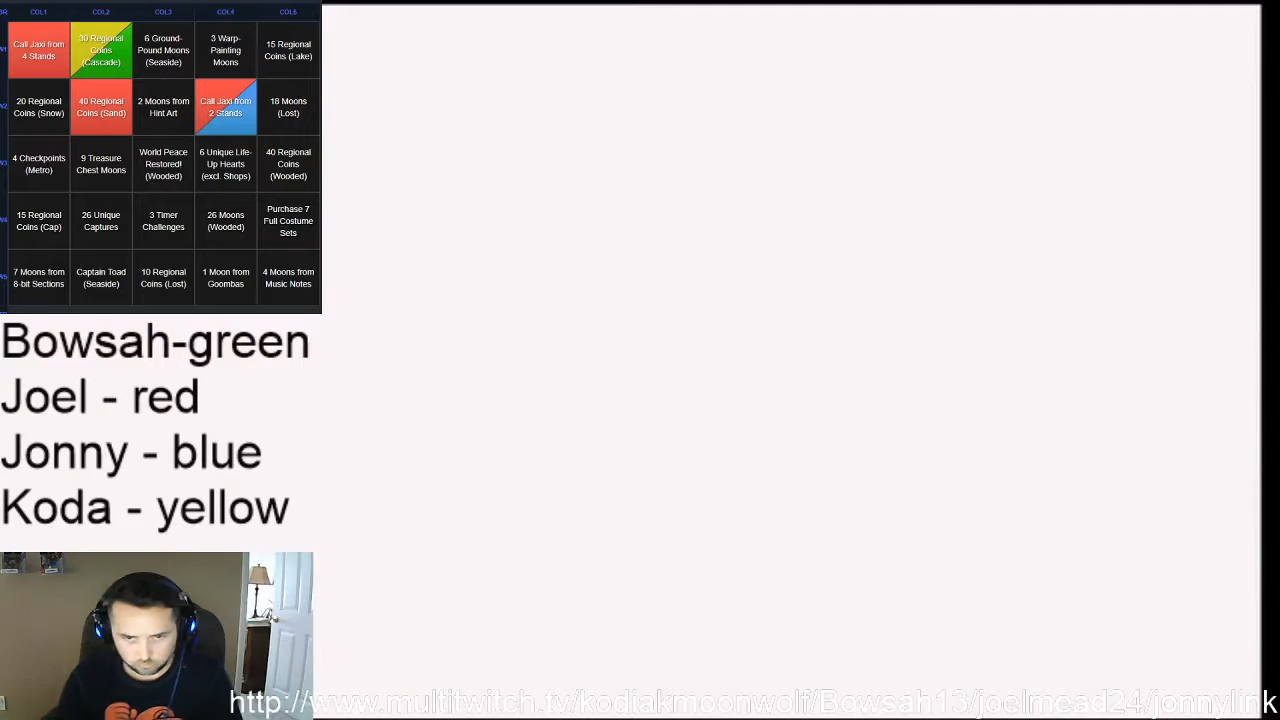 COL1 COL2 COL3 COL4 COL5
Call Jaxi from 4 Stands
30 Regional Coins (Cascade)
6 Ground-Pound Moons (Seaside)
3 Warp-Painting Moons
15 Regional Coins (Lake)
20 Regional Coins (Snow)
40 Regional Coins (Sand)
2 Moons from Hint Art
Call Jaxi from 2 Stands
18 Moons (Lost)
4 Checkpoints (Metro)
9 Treasure Chest Moons
World Peace Restored! (Wooded)
6 Unique Life-Up Hearts (excl. Shops)
40 Regional Coins (Wooded)
15 Regional Coins (Cap)
26 Unique Captures
3 Timer Challenges
26 Moons (Wooded)
Purchase 7 Full Costume Sets
7 Moons from 8-bit Sections
Captain Toad (Seaside)
10 Regional Coins (Lost)
1 Moon from Goombas
4 Moons from Music Notes
Bowsah-green
Joel - red
Jonny - blue
Koda - yellow
http://www.multitwitch.tv/kodiakmoonwolf/Bowsah13/joelmead24/jonnylink